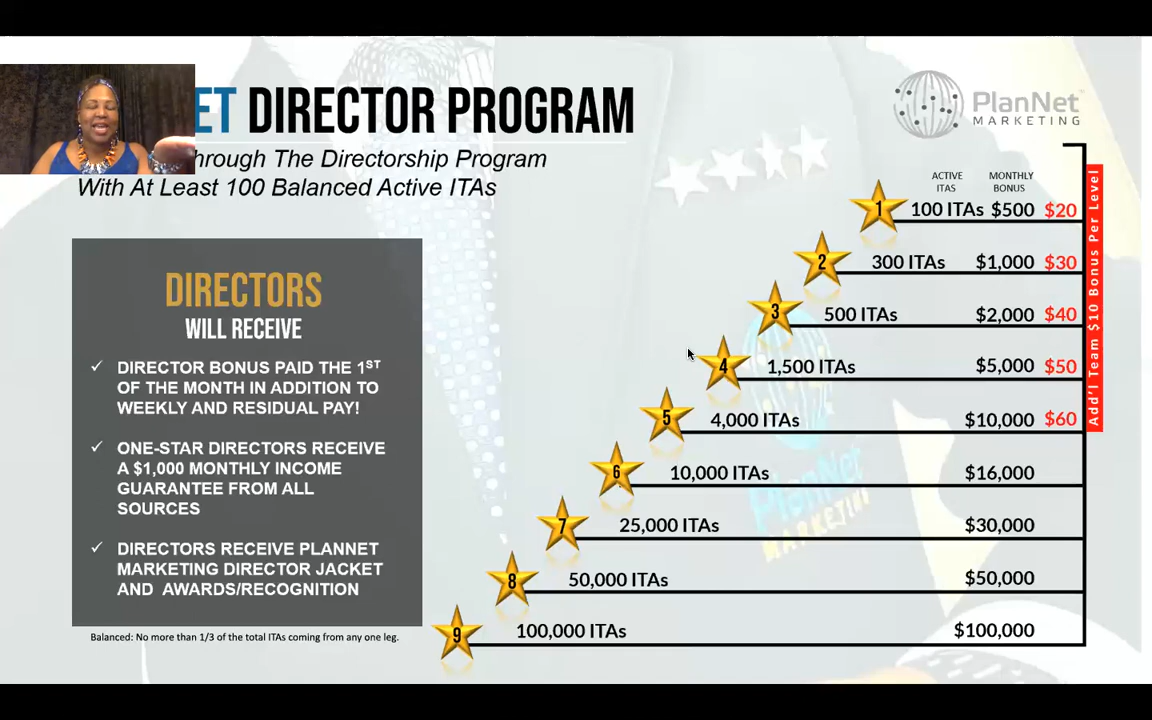 ET DIRECTOR PROGRAM
PlanNet
MARKETING
hrough The Directorship Program
With At Least 100 Balanced Active ITAs
ACTIVE
ITAS
MONTHLY
BONUS
1 100 ITAs $500 $20
2 300 ITAs $1,000 $30
3 500 ITAs $2,000 $40
4 1,500 ITAs $5,000 $50
5 4,000 ITAs $10,000 $60
6 10,000 ITAs $16,000
7 25,000 ITAs $30,000
8 50,000 ITAs $50,000
9 100,000 ITAs $100,000
Add'l Team $10 Bonus Per Level
DIRECTORS
WILL RECEIVE
✓ DIRECTOR BONUS PAID THE 1ST
OF THE MONTH IN ADDITION TO
WEEKLY AND RESIDUAL PAY!
✓ ONE-STAR DIRECTORS RECEIVE
A $1,000 MONTHLY INCOME
GUARANTEE FROM ALL
SOURCES
✓ DIRECTORS RECEIVE PLANNET
MARKETING DIRECTOR JACKET
AND AWARDS/RECOGNITION
Balanced: No more than 1/3 of the total ITAs coming from any one leg.
PlanNet
MARKETING